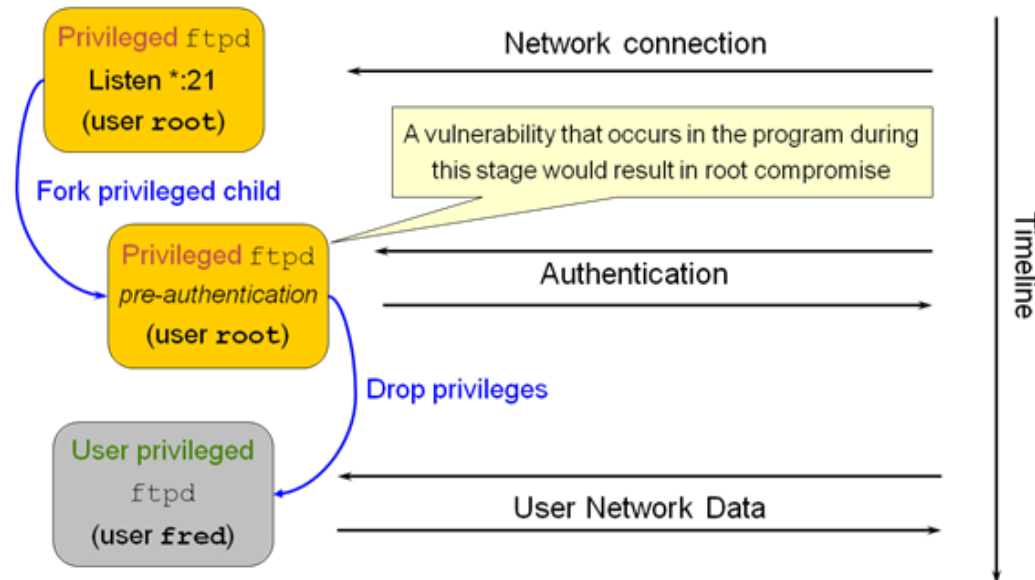 Privileged ftpd
Listen *:21
(user root)
Network connection
A vulnerability that occurs in the program during
this stage would result in root compromise
Fork privileged child
Privileged ftpd
pre-authentication
(user root)
Authentication
Timeline
Drop privileges
User privileged
ftpd
(user fred)
User Network Data